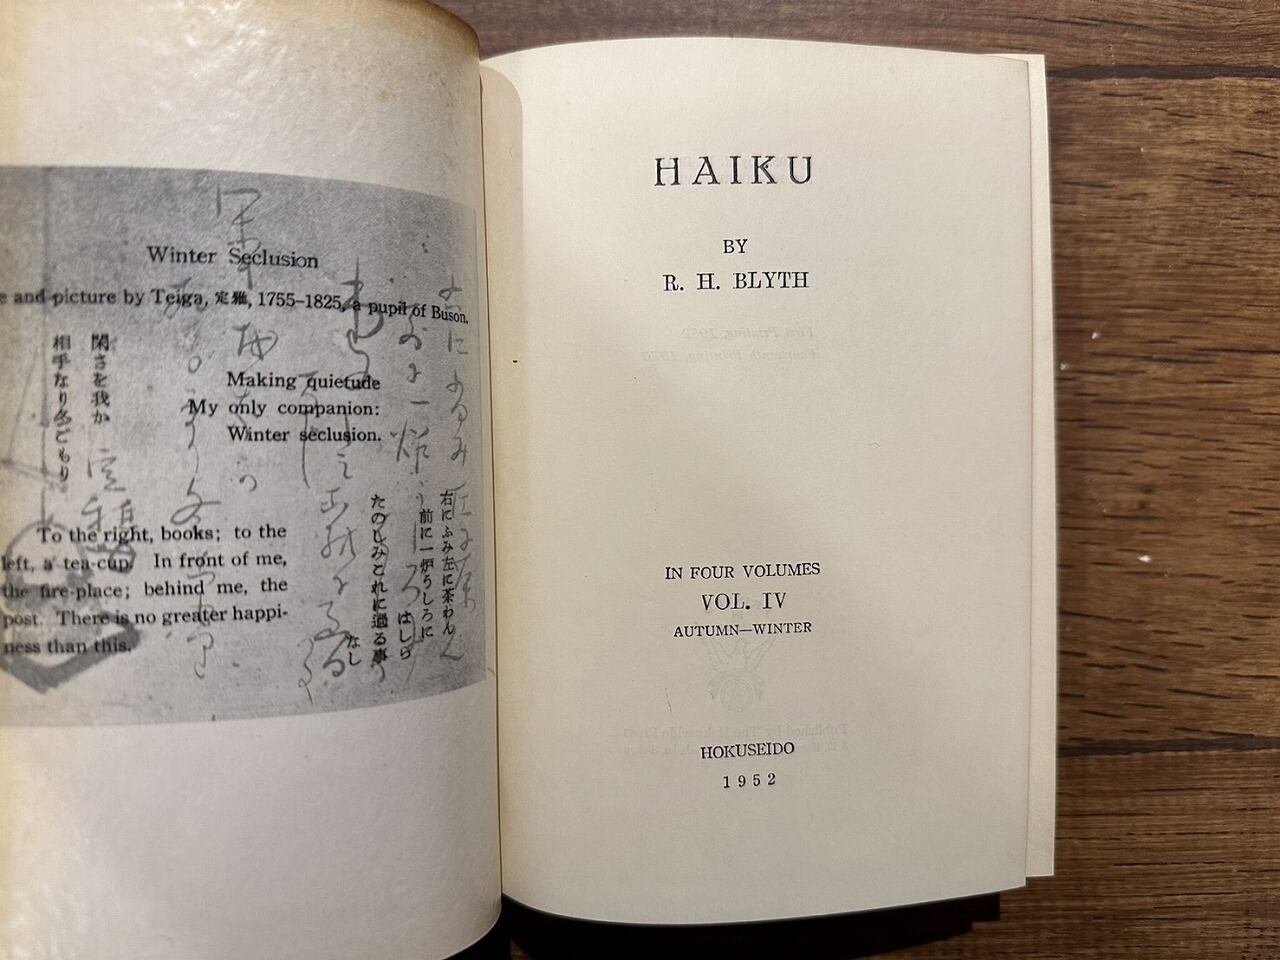 Winter Seclusion
e and picture by Teiga, 定雅, 1755-1825, a pupil of Buson.
閑さを我か
相手なり冬ごもり
Making quietude
My only companion:
Winter seclusion.
右にふみ左に茶わん
前に一炉うしろに
はしら
たのしみこれに過る事
なし
To the right, books; to the
left, a tea-cup. In front of me,
the fire-place; behind me, the
post. There is no greater happi-
ness than this.
HAIKU
BY
R. H. BLYTH
IN FOUR VOLUMES
VOL. IV
AUTUMN—WINTER
HOKUSEIDO
1952